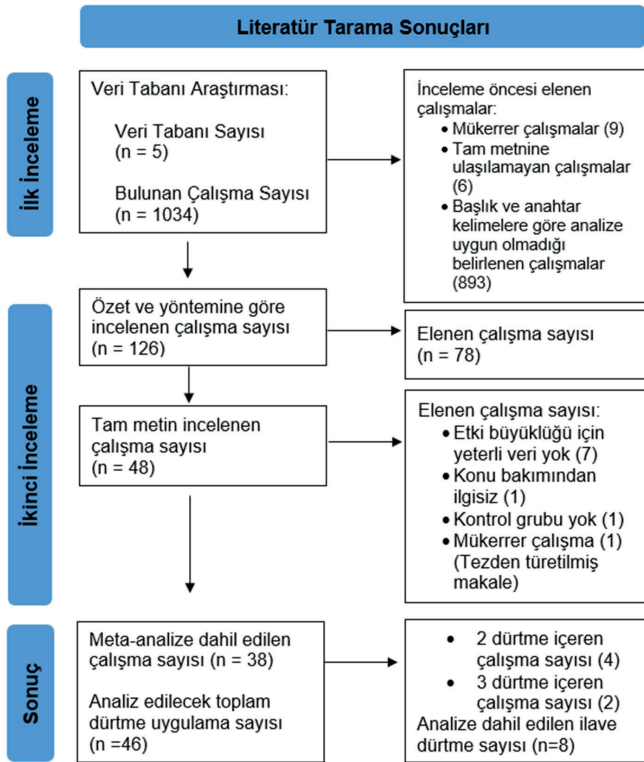 Literatür Tarama Sonuçları
İlk İnceleme
Veri Tabanı Araştırması:
Veri Tabanı Sayısı
(n = 5)
Bulunan Çalışma Sayısı
(n = 1034)
İnceleme öncesi elenen
çalışmalar:
• Mükerrer çalışmalar (9)
• Tam metnine
ulaşılamayan çalışmalar
(6)
• Başlık ve anahtar
kelimelere göre analize
uygun olmadığı
belirlenen çalışmalar
(893)
İkinci İnceleme
Özet ve yöntemine göre
incelenen çalışma sayısı
(n = 126)
Elenen çalışma sayısı
(n = 78)
Tam metin incelenen
çalışma sayısı
(n = 48)
Elenen çalışma sayısı:
• Etki büyüklüğü için
yeterli veri yok (7)
• Konu bakımından
ilgisiz (1)
• Kontrol grubu yok (1)
• Mükerrer çalışma (1)
(Tezden türetilmiş
makale)
Sonuç
Meta-analize dahil edilen
çalışma sayısı (n = 38)
Analiz edilecek toplam
dürtme uygulama sayısı
(n =46)
• 2 dürtme içeren
çalışma sayısı (4)
• 3 dürtme içeren
çalışma sayısı (2)
Analize dahil edilen ilave
dürtme sayısı (n=8)